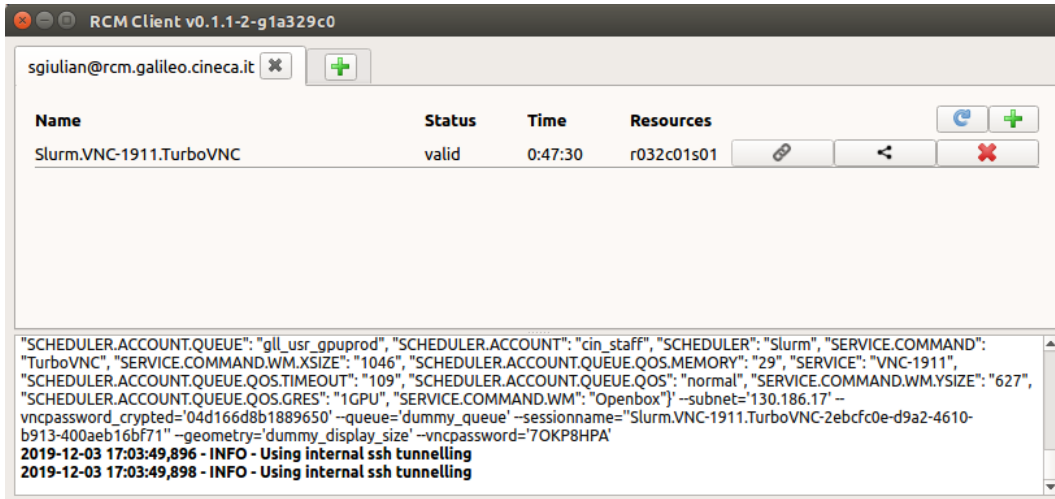 RCM Client v0.1.1-2-g1a329c0
sgiulian@rcm.galileo.cineca.it
Name Status Time Resources
Slurm.VNC-1911.TurboVNC valid 0:47:30 r032c01s01
"SCHEDULER.ACCOUNT.QUEUE": "gll_usr_gpuprod", "SCHEDULER.ACCOUNT": "cin_staff", "SCHEDULER": "Slurm", "SERVICE.COMMAND":
"TurboVNC", "SERVICE.COMMAND.WM.XSIZE": "1046", "SCHEDULER.ACCOUNT.QUEUE.QOS.MEMORY": "29", "SERVICE": "VNC-1911",
"SCHEDULER.ACCOUNT.QUEUE.QOS.TIMEOUT": "109", "SCHEDULER.ACCOUNT.QUEUE.QOS": "normal", "SERVICE.COMMAND.WM.YSIZE": "627",
"SCHEDULER.ACCOUNT.QUEUE.QOS.GRES": "1GPU", "SERVICE.COMMAND.WM": "Openbox"}' --subnet='130.186.17' --
vncpassword_crypted='04d166d8b1889650' --queue='dummy_queue' --sessionname="Slurm.VNC-1911.TurboVNC-2ebcfc0e-d9a2-4610-
b913-400aeb16bf71" --geometry='dummy_display_size' --vncpassword='7OKP8HPA'
2019-12-03 17:03:49,896 - INFO - Using internal ssh tunnelling
2019-12-03 17:03:49,898 - INFO - Using internal ssh tunnelling